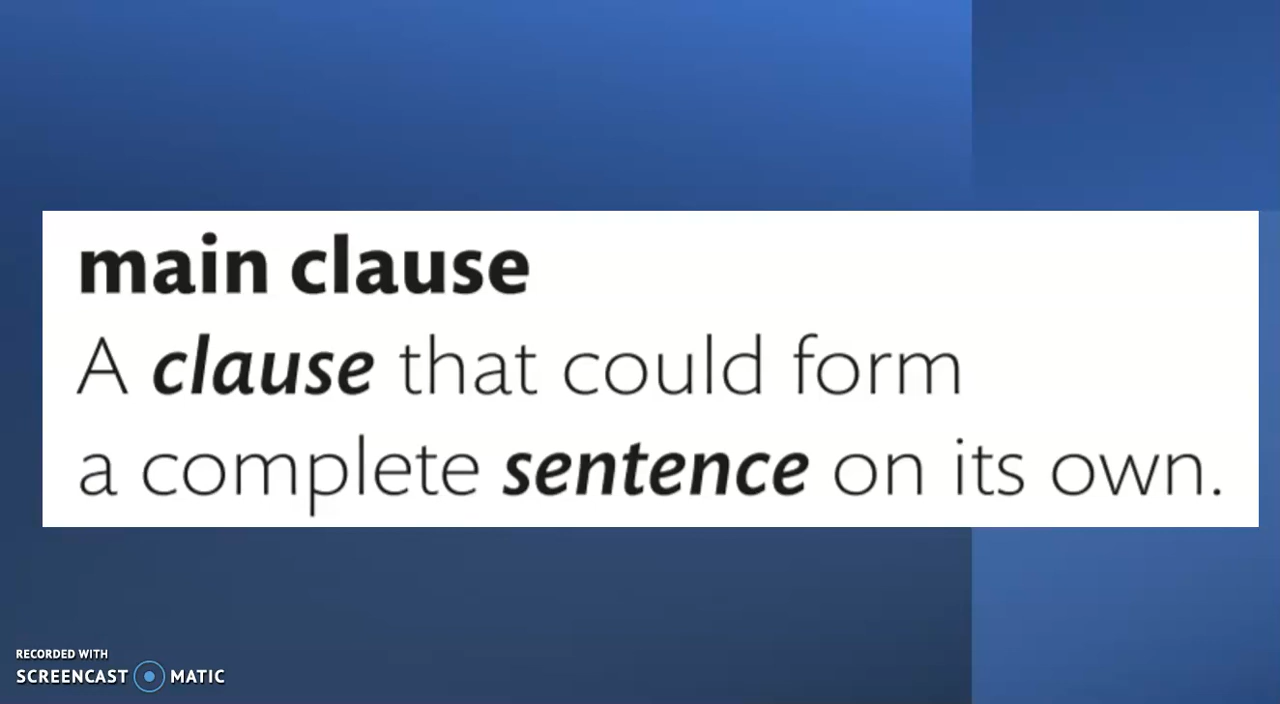 main clause
A clause that could form
a complete sentence on its own.
RECORDED WITH
SCREENCAST MATIC